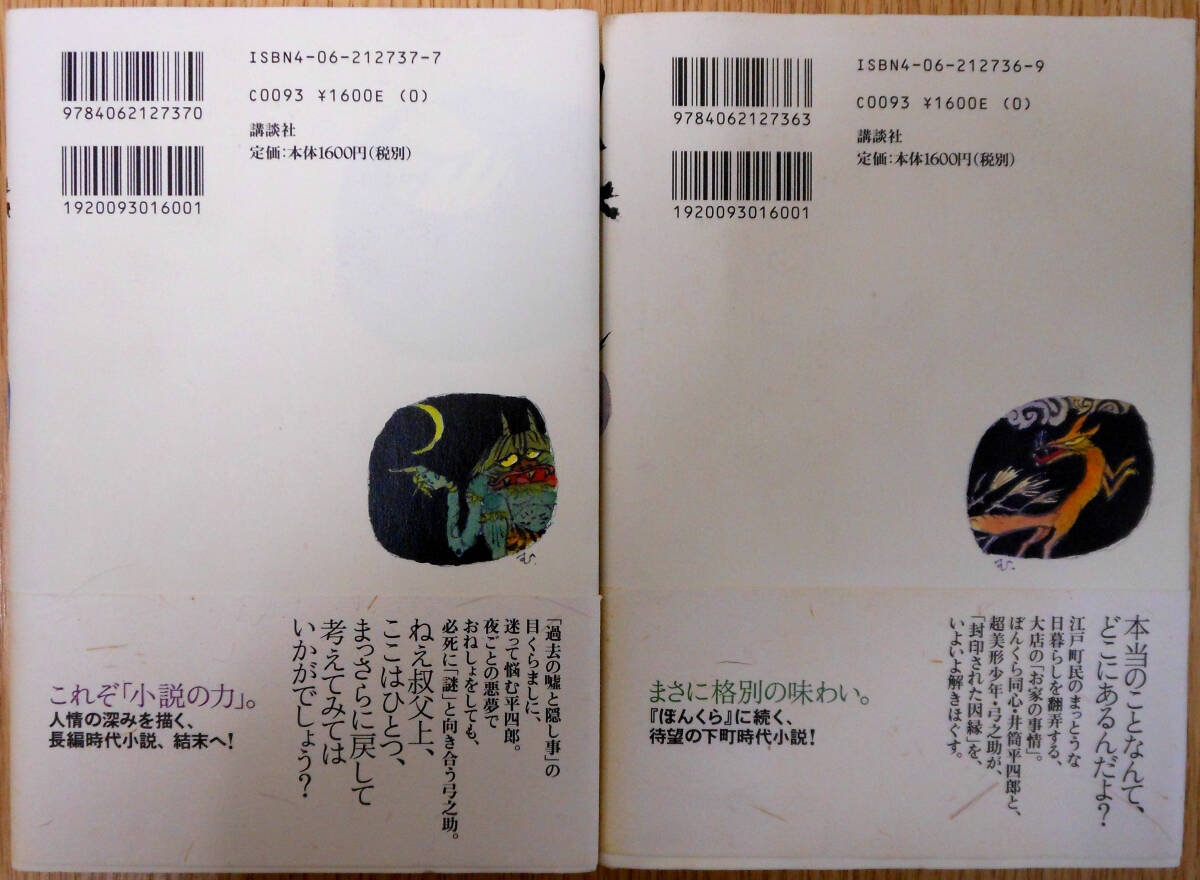 ISBN4-06-212737-7
C0093 ¥1600E (0)
9784062127370
講談社
定価：本体1600円（税別）
1920093016001
「過去の嘘と隠し事」の
目くらましに、
迷って悩む平四郎。
夜ごとの悪夢で
おねしょをしても、
必死に「謎」と向き合う弓之助。
ねえ叔父上、
ここはひとつ、
まっさらに戻して
考えてみては
いかがでしょう？
これぞ「小説の力」。
人情の深みを描く、
長編時代小説、結末へ！
ISBN4-06-212736-9
C0093 ¥1600E (0)
9784062127363
講談社
定価：本体1600円（税別）
1920093016001
本当のことなんて、
どこにあるんだよ？
江戸町民のまっとうな
日暮らしを翻弄する、
大店の「お家の事情」。
ぼんくら同心・井筒平四郎と、
超美形少年・弓之助が、
「封印された因縁」を、
いよいよ解きほぐす。
まさに格別の味わい。
『ぼんくら』に続く、
待望の下町時代小説！